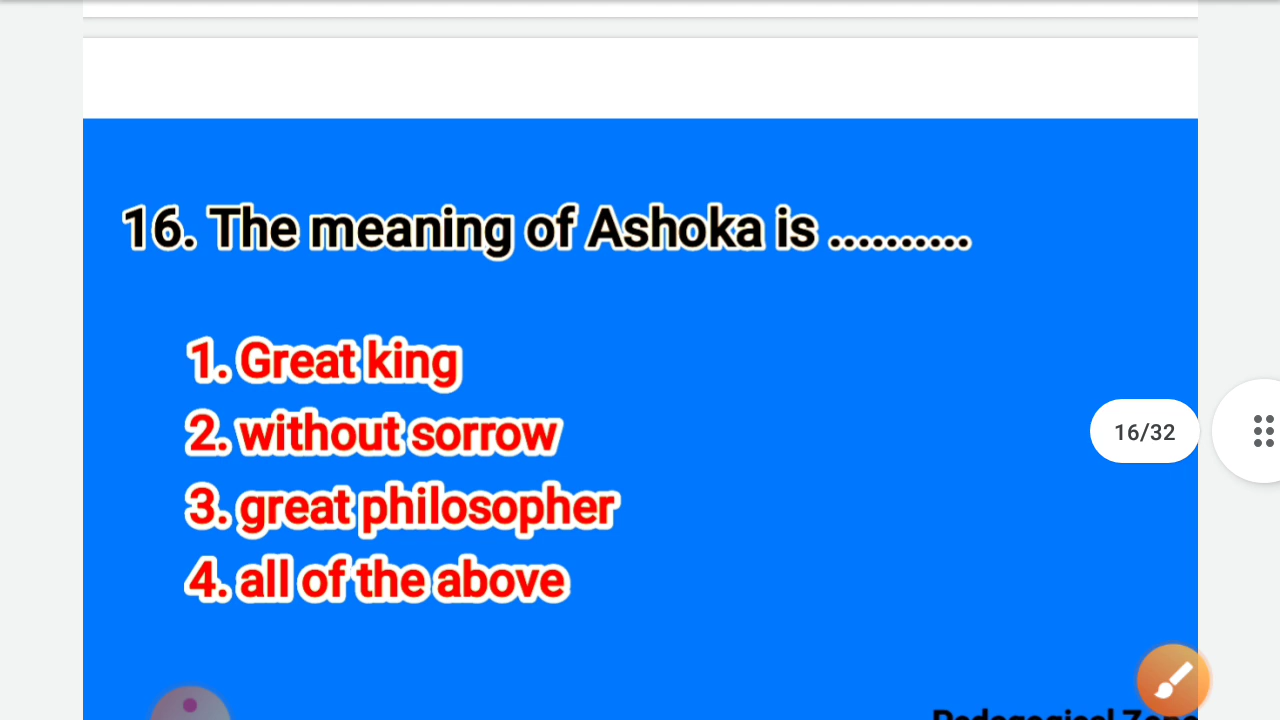 16. The meaning of Ashoka is ..........
1. Great king
2. without sorrow
3. great philosopher
4. all of the above
16/32